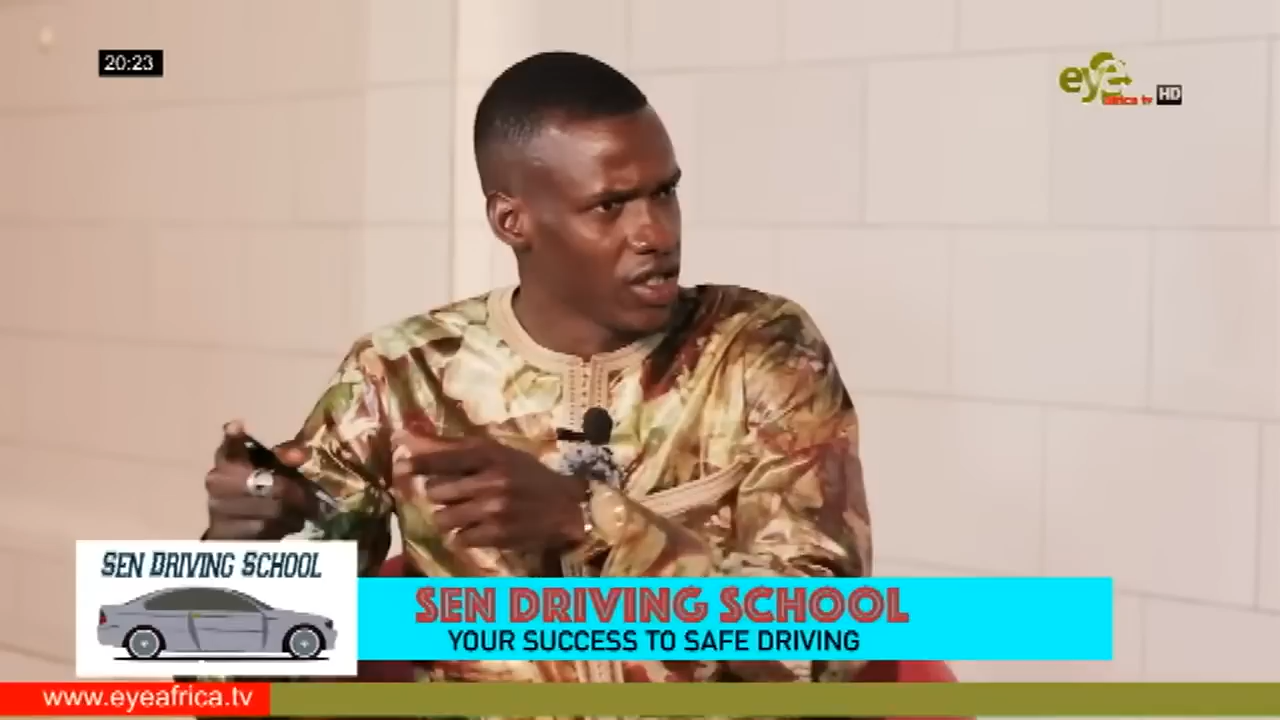 20:23
eye
africa tv HD
SEN DRIVING SCHOOL
SEN DRIVING SCHOOL
YOUR SUCCESS TO SAFE DRIVING
www.eyeafrica.tv